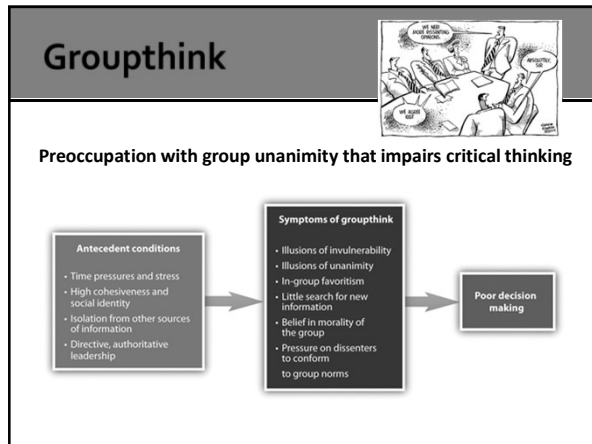 Groupthink
WE NEED
MORE DISSENTING
OPINIONS.
ABSOLUTELY,
SIR
WE AGREE
Preoccupation with group unanimity that impairs critical thinking
Antecedent conditions
• Time pressures and stress
• High cohesiveness and
social identity
• Isolation from other sources
of information
• Directive, authoritative
leadership
Symptoms of groupthink
• Illusions of invulnerability
• Illusions of unanimity
• In-group favoritism
• Little search for new
information
• Belief in morality of
the group
• Pressure on dissenters
to conform
to group norms
Poor decision
making